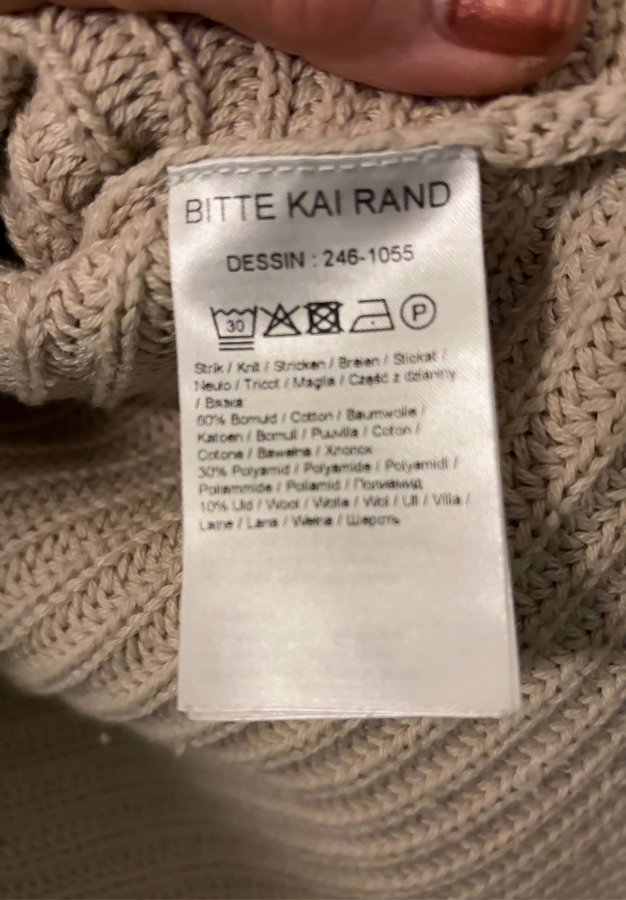 BITTE KAI RAND
DESSIN : 246-1055
30
P
Strik / Knit / Stricken / Breien / Stickat /
Neulo / Tricot / Maglia / Część z dzianiny
/ Вязка
60% Bomuld / Cotton / Baumwolle /
Katoen / Bomull / Puuvilla / Coton /
Cotone / Bawełna / Хлопок
30% Polyamid / Polyamide / Polyamidi /
Poliammide / Poliamid / Полиамид
10% Uld / Wool / Wolle / Wol / Ull / Villa /
Laine / Lana / Wełna / Шерсть